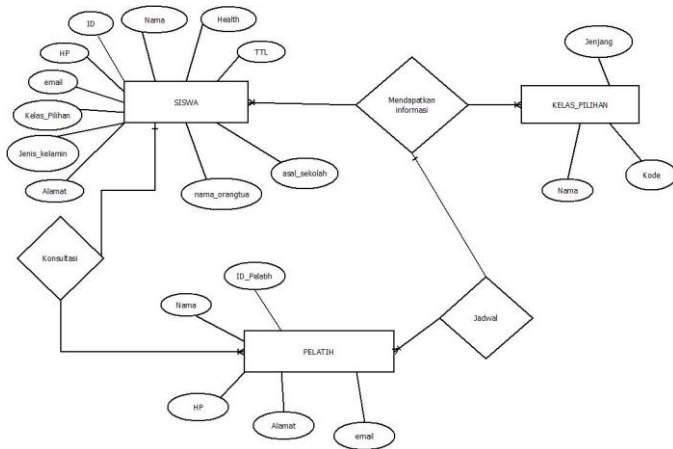 ID
Nama
Health
HP
TTL
email
SISWA
Kelas_Pilihan
Jenis_kelamin
Alamat
nama_orangtua
asal_sekolah
Mendapatkan
informasi
Jenjang
KELAS_PILIHAN
Nama
Kode
Konsultasi
ID_Pelatih
Nama
Jadwal
PELATIH
HP
Alamat
email